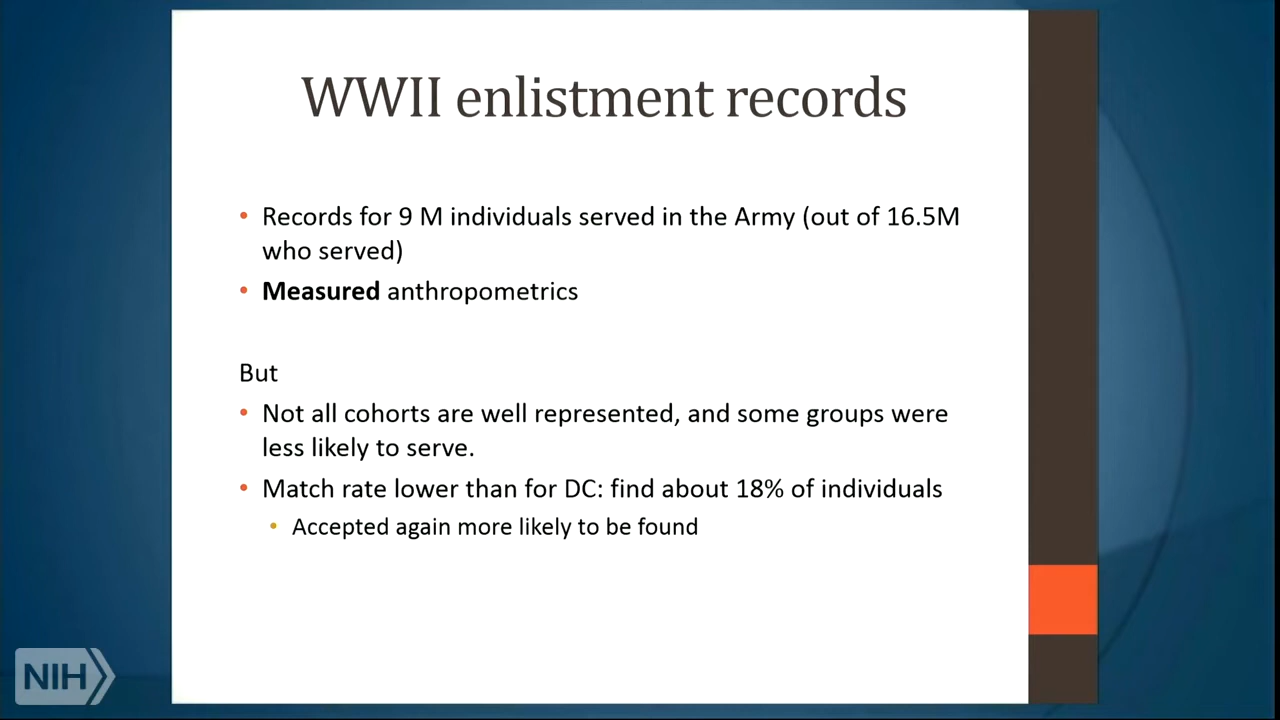 WWII enlistment records
• Records for 9 M individuals served in the Army (out of 16.5M
who served)
• Measured anthropometrics
But
• Not all cohorts are well represented, and some groups were
less likely to serve.
• Match rate lower than for DC: find about 18% of individuals
• Accepted again more likely to be found
NIH